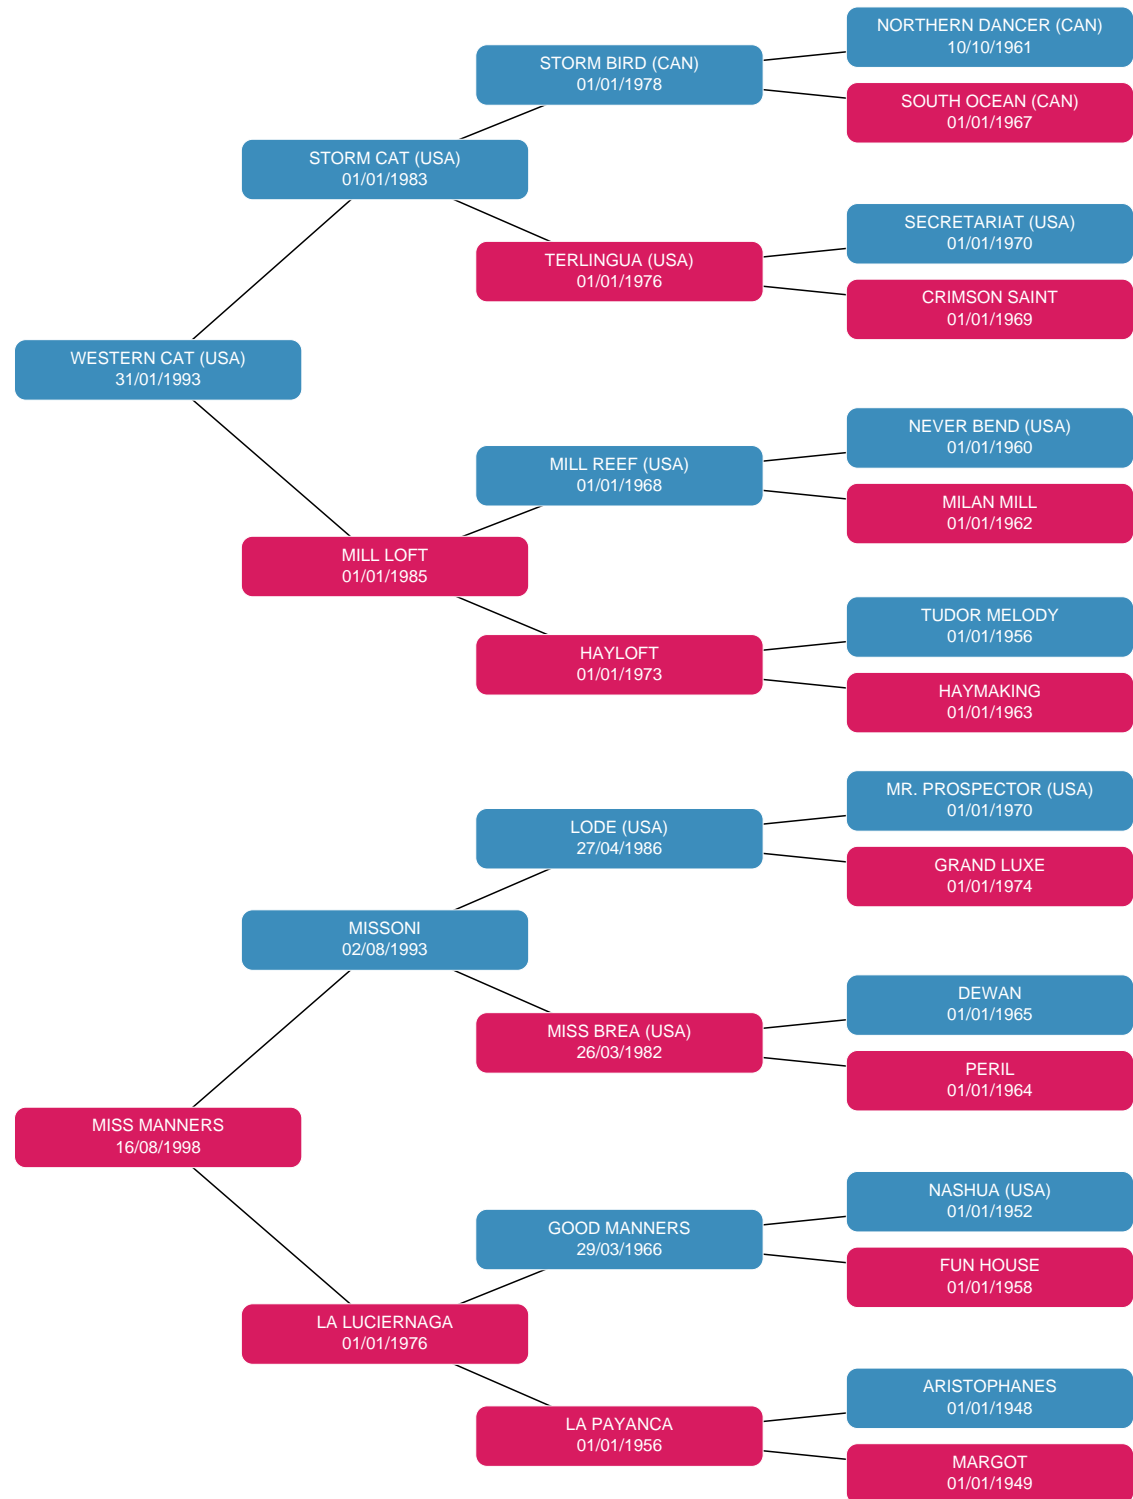 NORTHERN DANCER (CAN)
10/10/1961
STORM BIRD (CAN)
01/01/1978
SOUTH OCEAN (CAN)
01/01/1967
STORM CAT (USA)
01/01/1983
SECRETARIAT (USA)
01/01/1970
TERLINGUA (USA)
01/01/1976
CRIMSON SAINT
01/01/1969
WESTERN CAT (USA)
31/01/1993
NEVER BEND (USA)
01/01/1960
MILL REEF (USA)
01/01/1968
MILAN MILL
01/01/1962
MILL LOFT
01/01/1985
TUDOR MELODY
01/01/1956
HAYLOFT
01/01/1973
HAYMAKING
01/01/1963
MR. PROSPECTOR (USA)
01/01/1970
LODE (USA)
27/04/1986
GRAND LUXE
01/01/1974
MISSONI
02/08/1993
DEWAN
01/01/1965
MISS BREA (USA)
26/03/1982
PERIL
01/01/1964
MISS MANNERS
16/08/1998
NASHUA (USA)
01/01/1952
GOOD MANNERS
29/03/1966
FUN HOUSE
01/01/1958
LA LUCIERNAGA
01/01/1976
ARISTOPHANES
01/01/1948
LA PAYANCA
01/01/1956
MARGOT
01/01/1949